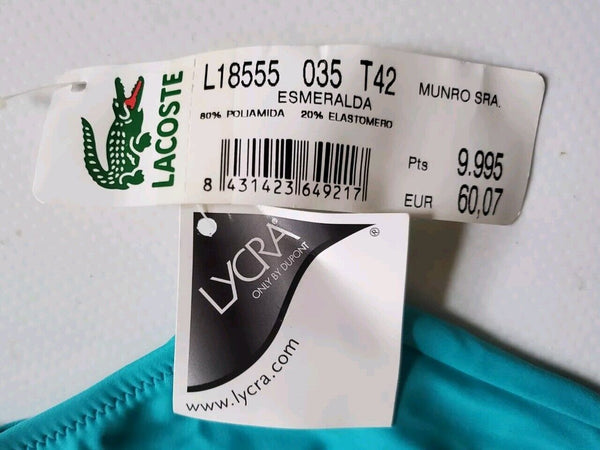 LACOSTE
L18555 035 T42
ESMERALDA
MUNRO SRA.
80% POLIAMIDA 20% ELASTOMERO
8 431423 649217
Pts 9.995
EUR 60,07
LYCRA®
ONLY BY DUPONT
®
www.lycra.com